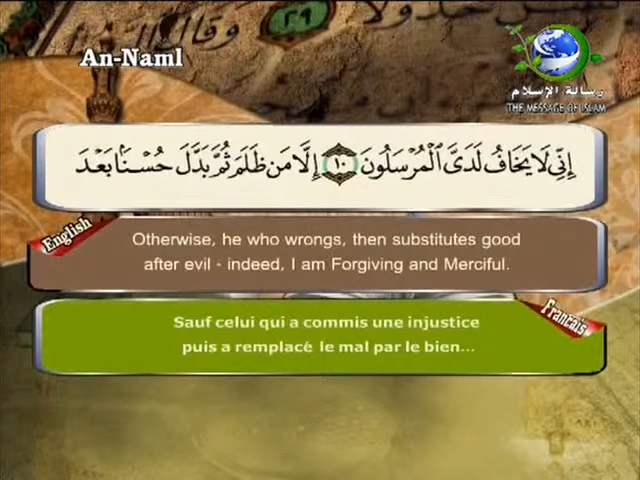 An-Naml
رسالة الإسلام
THE MESSAGE OF ISLAM
إِنِّي لَا يَخَافُ لَدَيَّ الْمُرْسَلُونَ ١٠ إِلَّا مَن ظَلَمَ ثُمَّ بَدَّلَ حُسْنًا بَعْدَ
English
Otherwise, he who wrongs, then substitutes good
after evil - indeed, I am Forgiving and Merciful.
Francais
Sauf celui qui a commis une injustice
puis a remplacé le mal par le bien...